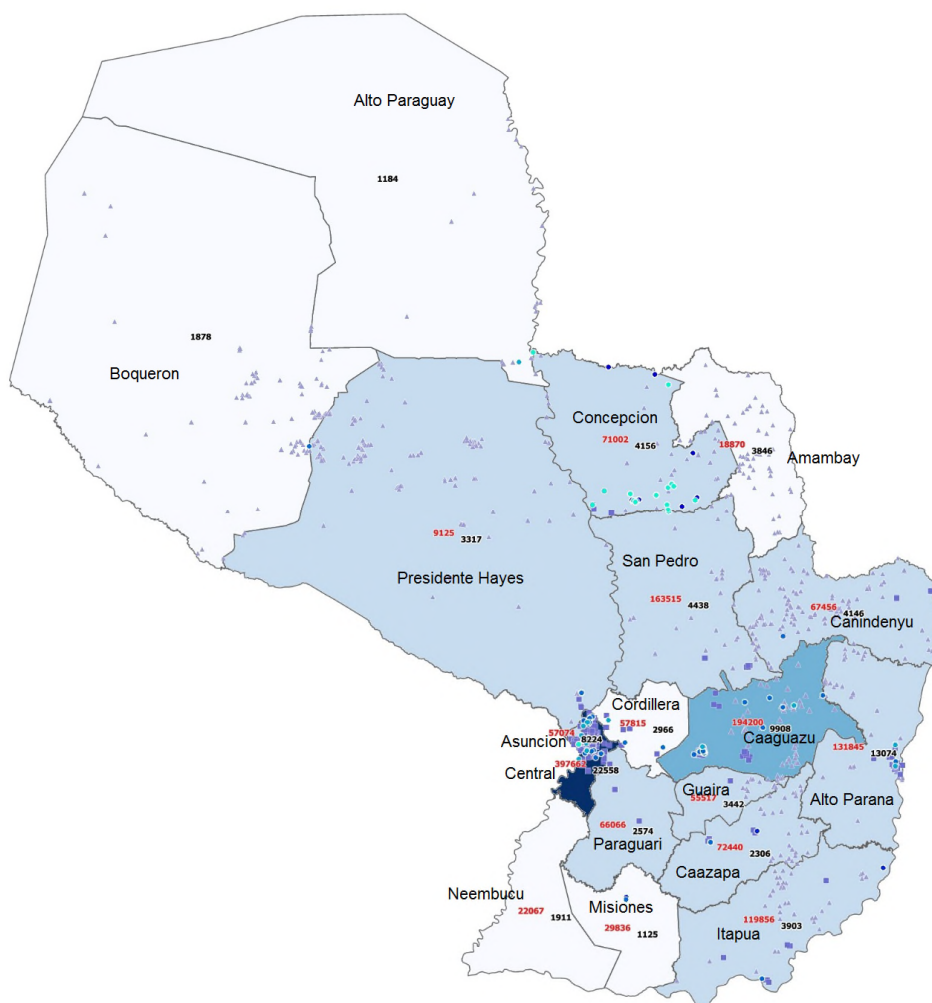 Alto Paraguay
1184
1878
Boqueron
Concepcion
71002
4156
18870
3846
Amambay
9125
3317
Presidente Hayes
San Pedro
163515
4438
67456
4146
Canindenyu
Cordillera
57815
2966
194200
9908
Caaguazu
57074
8224
Asuncion
397662
22558
Central
131845
13074
Alto Parana
Guaira
55517
3442
66066
2574
Paraguari
72440
2306
Caazapa
Neembucu
22067
1911
Misiones
29836
1125
119856
3903
Itapua